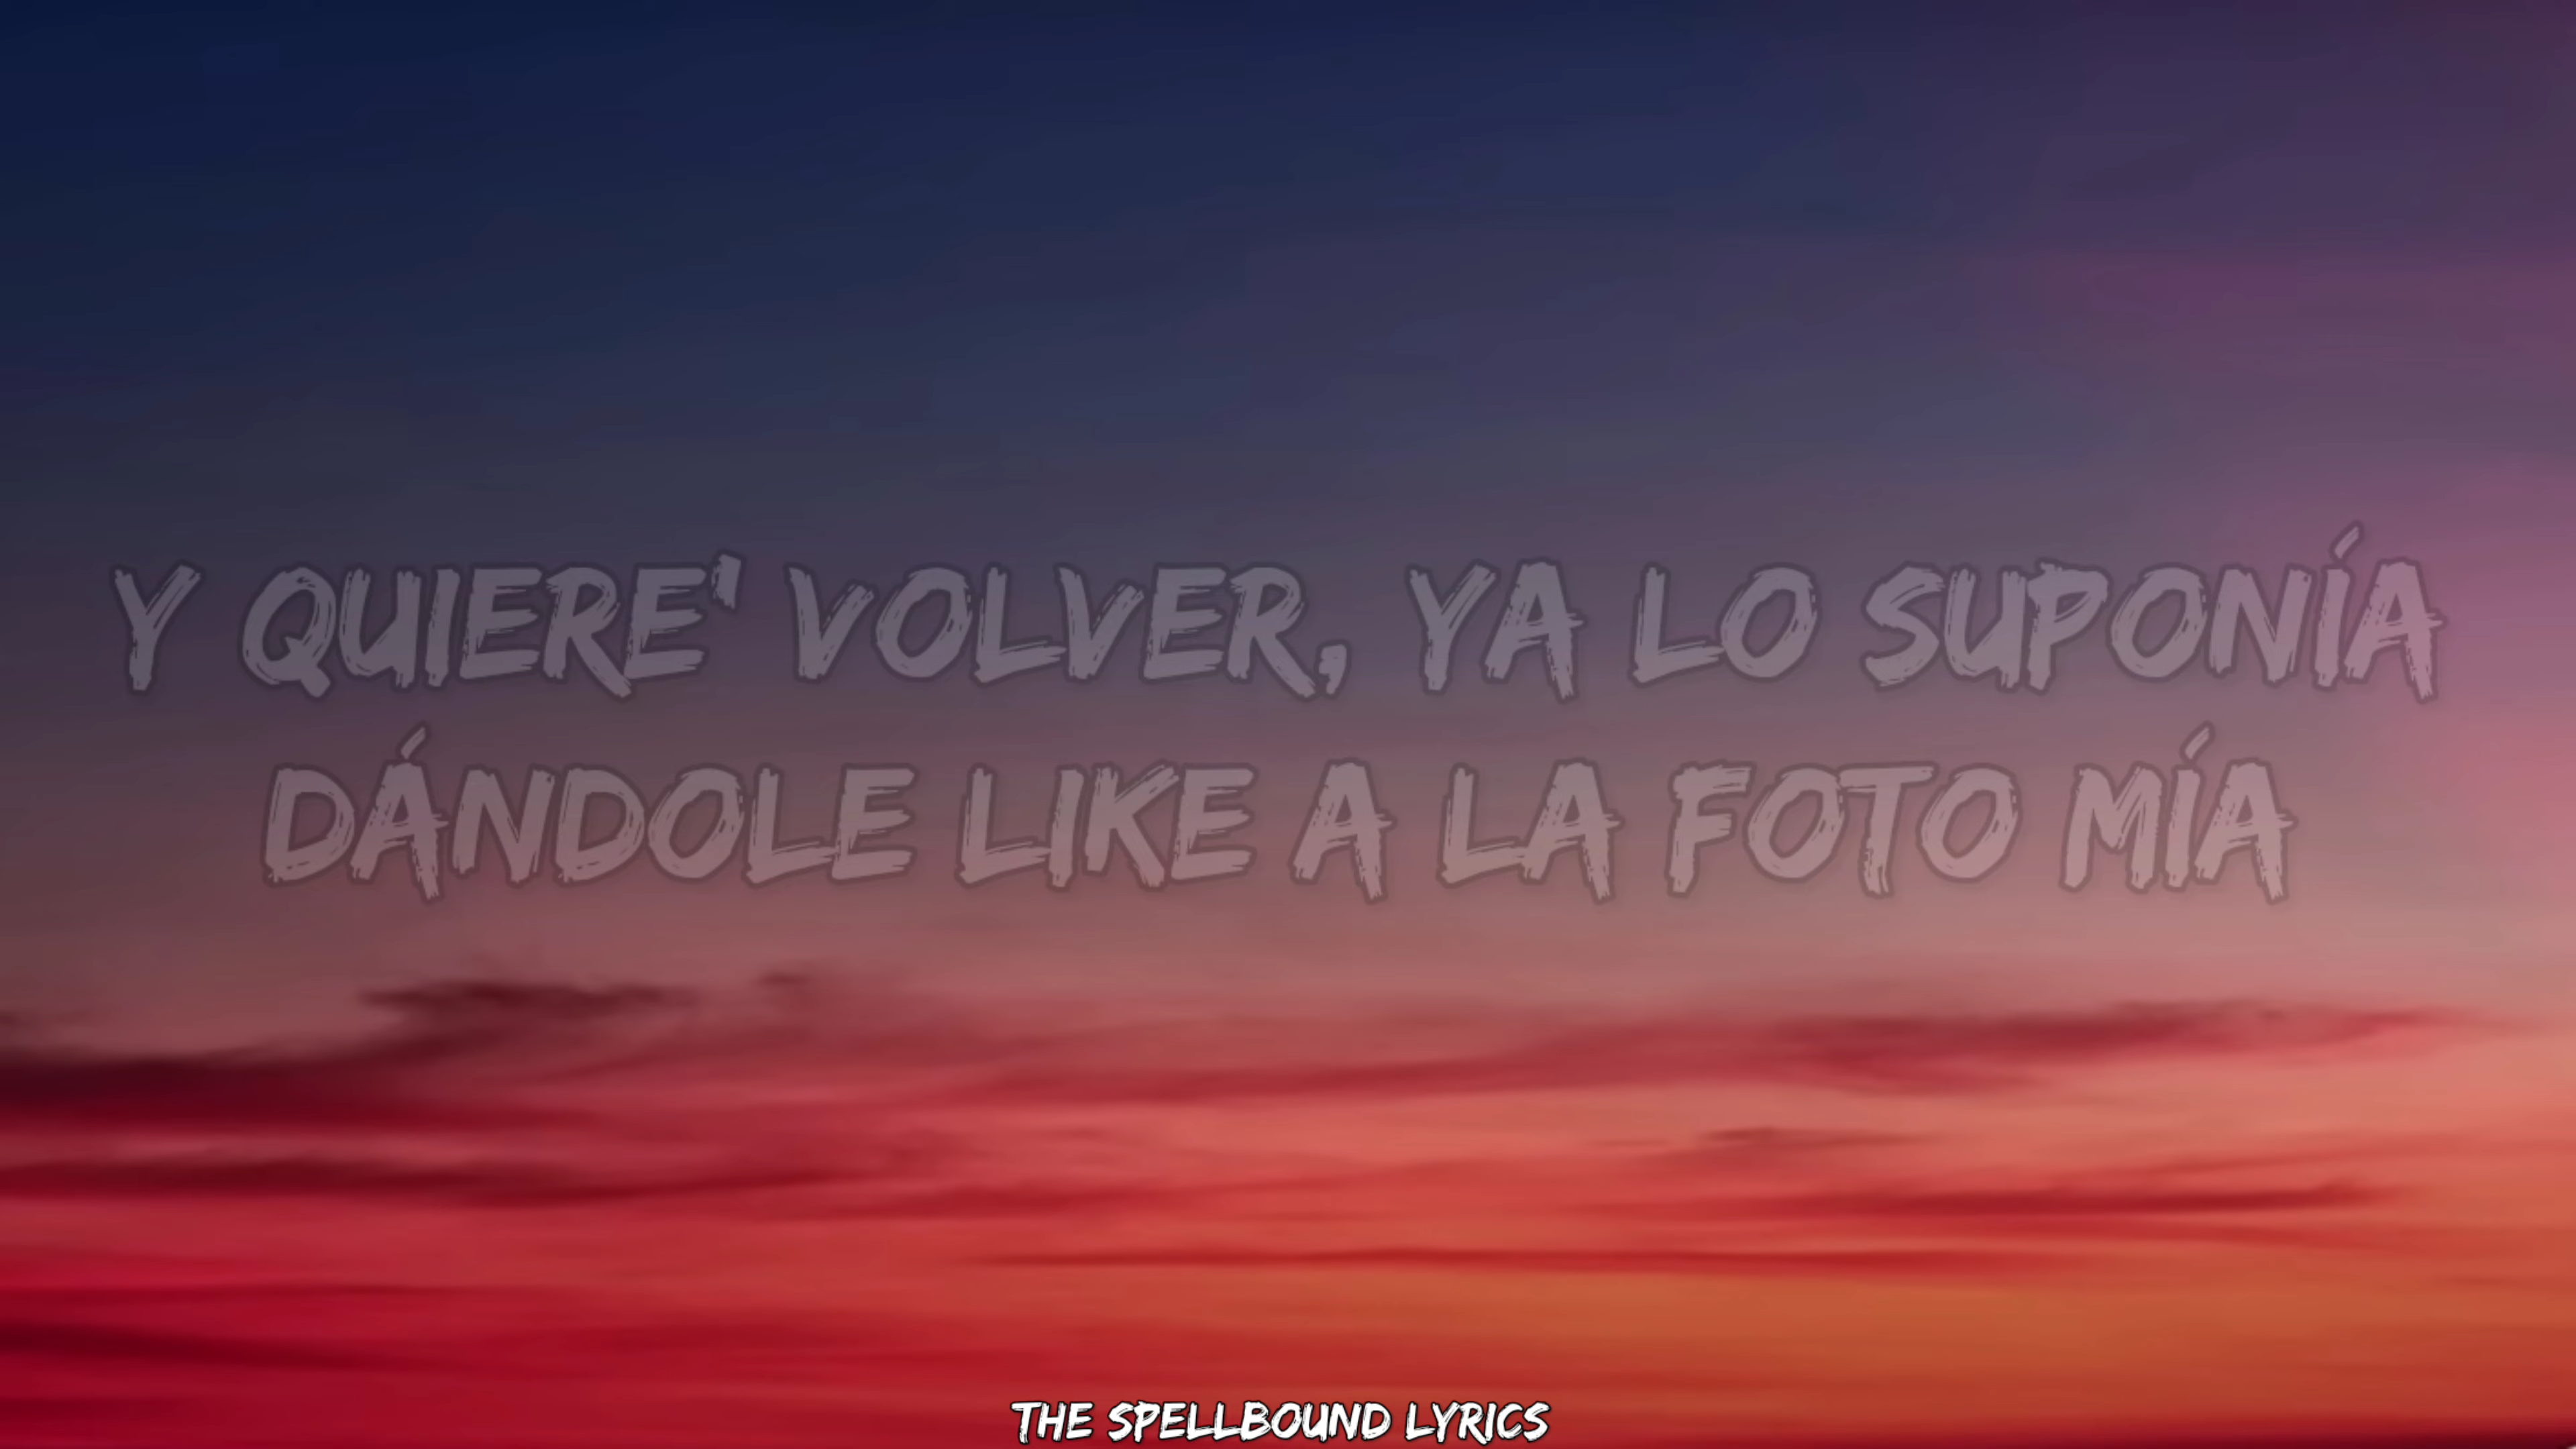 Y QUIERE' VOLVER, YA LO SUPONÍA
DÁNDOLE LIKE A LA FOTO MÍA
THE SPELLBOUND LYRICS